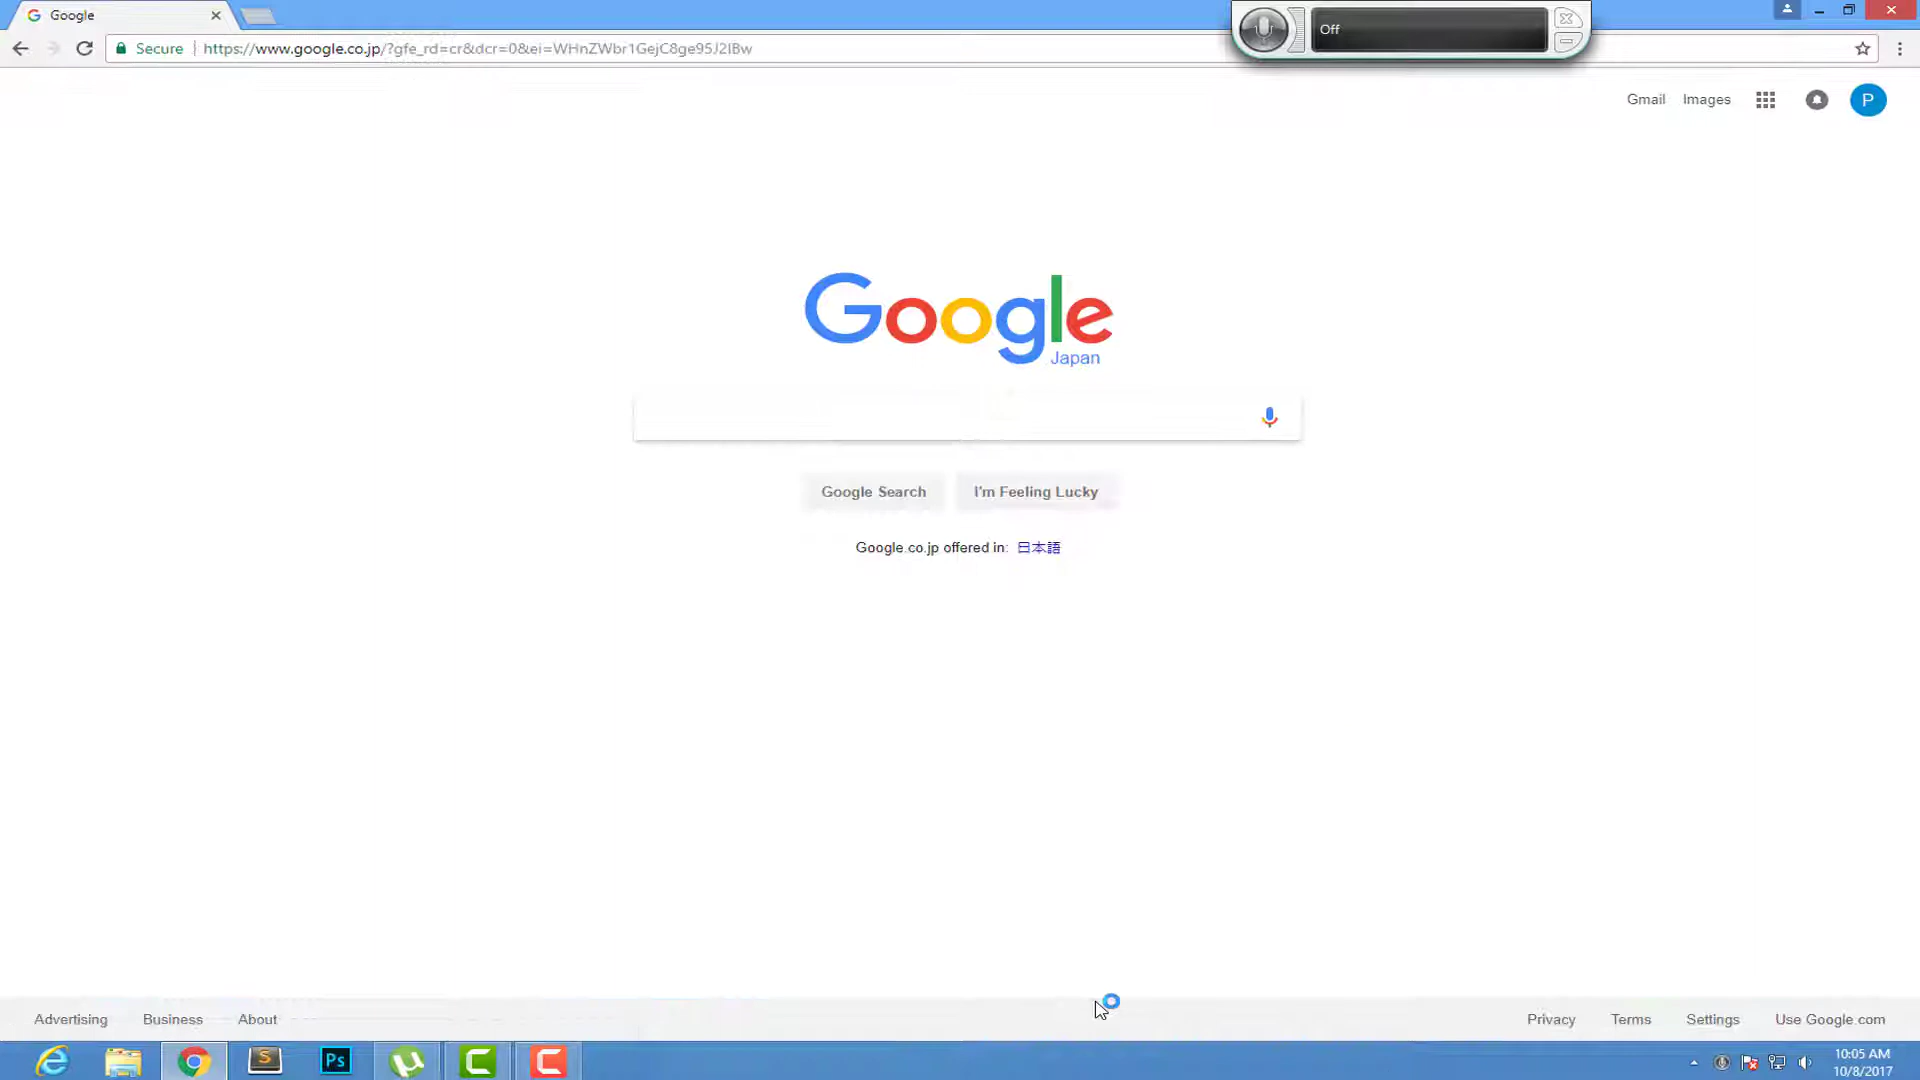 Google
Secure
https://www.google.co.jp/?gfe_rd=cr&dcr=0&ei=WHnZWbr1GejC8ge95J2IBw
Off
Gmail Images
P
Google
Japan
Google Search I'm Feeling Lucky
Google.co.jp offered in: 日本語
Advertising Business About
Privacy Terms Settings Use Google.com
S
Ps
10:05 AM
10/8/2017